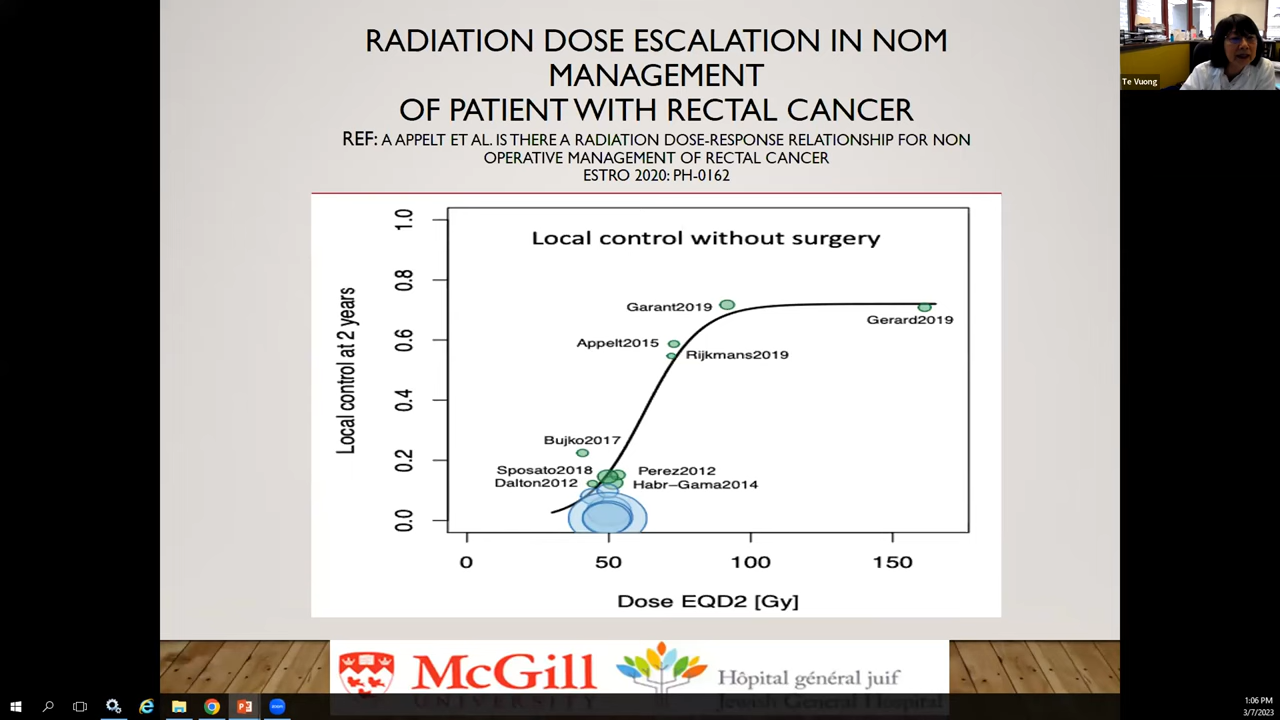 RADIATION DOSE ESCALATION IN NOM
MANAGEMENT
OF PATIENT WITH RECTAL CANCER
REF: A APPELT ET AL. IS THERE A RADIATION DOSE-RESPONSE RELATIONSHIP FOR NON
OPERATIVE MANAGEMENT OF RECTAL CANCER
ESTRO 2020: PH-0162
Te Vuong
Local control without surgery
Local control at 2 years
1.0
0.8
0.6
0.4
0.2
0.0
Garant2019
Gerard2019
Appelt2015
Rijkmans2019
Bujko2017
Sposato2018
Perez2012
Dalton2012
Habr-Gama2014
0 50 100 150
Dose EQD2 [Gy]
McGill
UNIVERSITY
Hôpital général juif
Jewish General Hospital
zoom
1:06 PM
3/7/2023